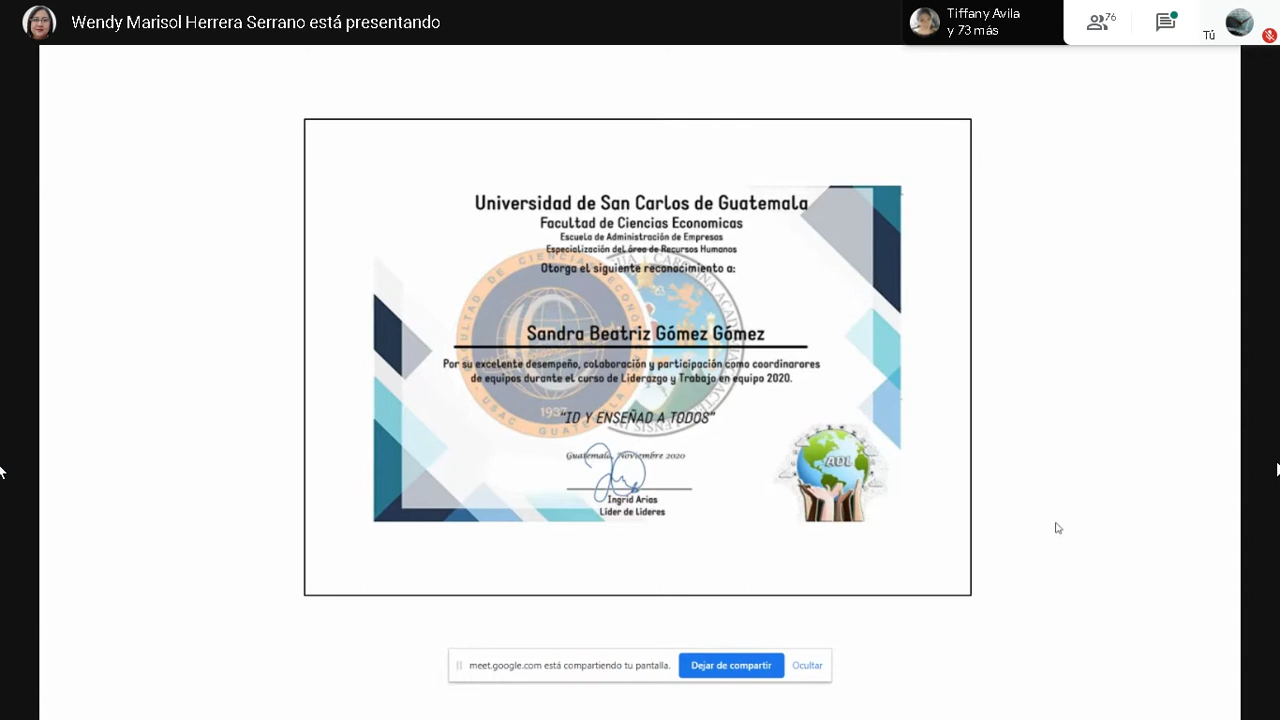 Wendy Marisol Herrera Serrano está presentando
Tiffany Avila
y 73 más
76
Tú
Universidad de San Carlos de Guatemala
Facultad de Ciencias Economicas
Escuela de Administración de Empresas
Especialización del área de Recursos Humanos
Otorga el siguiente reconocimiento a:
Sandra Beatriz Gómez Gómez
Por su excelente desempeño, colaboración y participación como coordinarores
de equipos durante el curso de Liderazgo y Trabajo en equipo 2020.
1937
USAC
"ID Y ENSEÑAD A TODOS"
Guatemala, Noviembre 2020
ADL
Ingrid Arias
Lider de lideres
meet.google.com está compartiendo tu pantalla.
Dejar de compartir
Ocultar